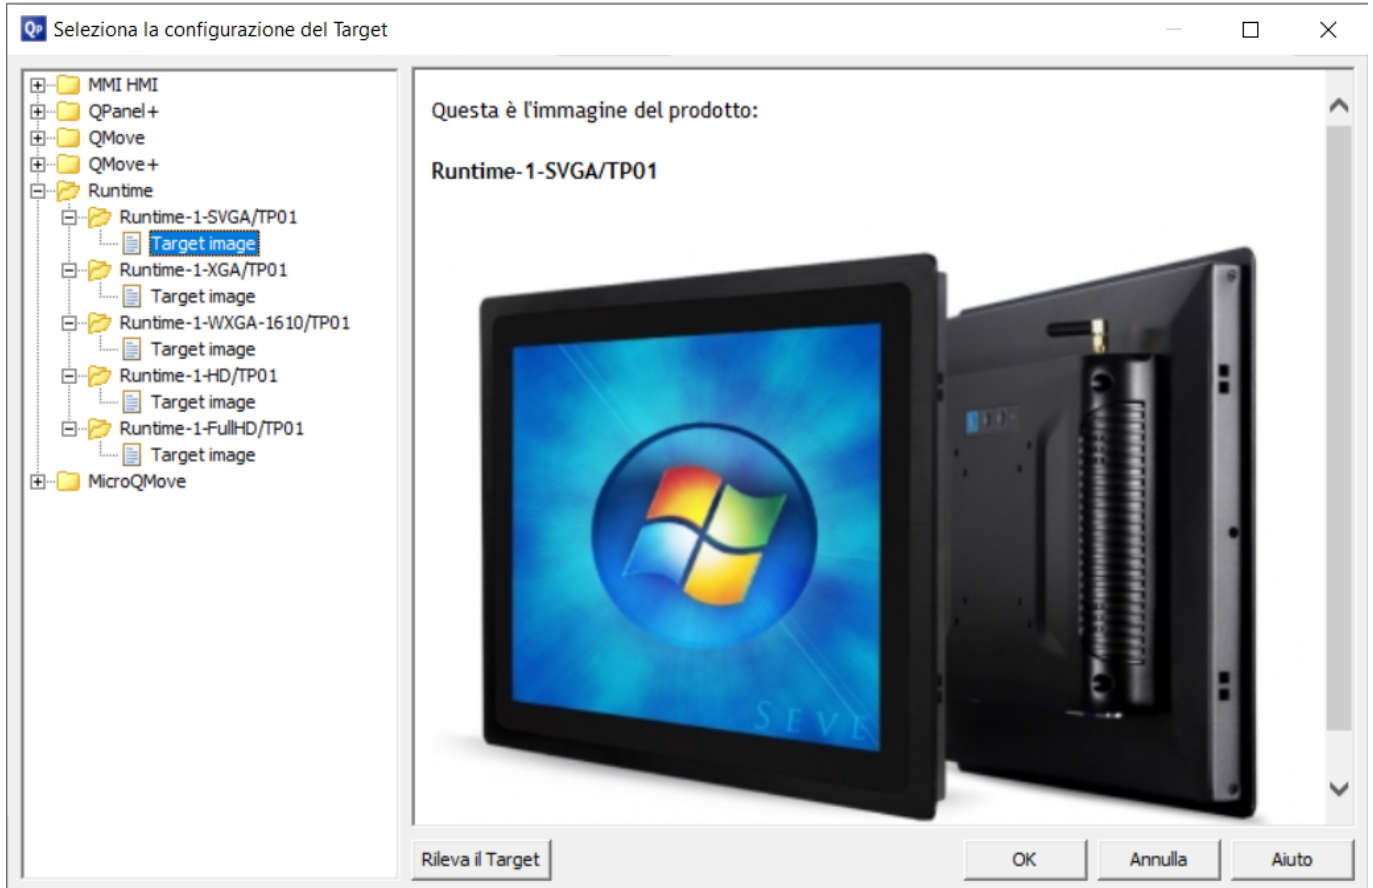 Qp Seleziona la configurazione del Target
MMI HMI
QPanel+
QMove
QMove+
Runtime
Runtime-1-SVGA/TP01
Target image
Runtime-1-XGA/TP01
Target image
Runtime-1-WXGA-1610/TP01
Target image
Runtime-1-HD/TP01
Target image
Runtime-1-FullHD/TP01
Target image
MicroQMove
Questa è l'immagine del prodotto:
Runtime-1-SVGA/TP01
SEVE
Rileva il Target
OK
Annulla
Aiuto